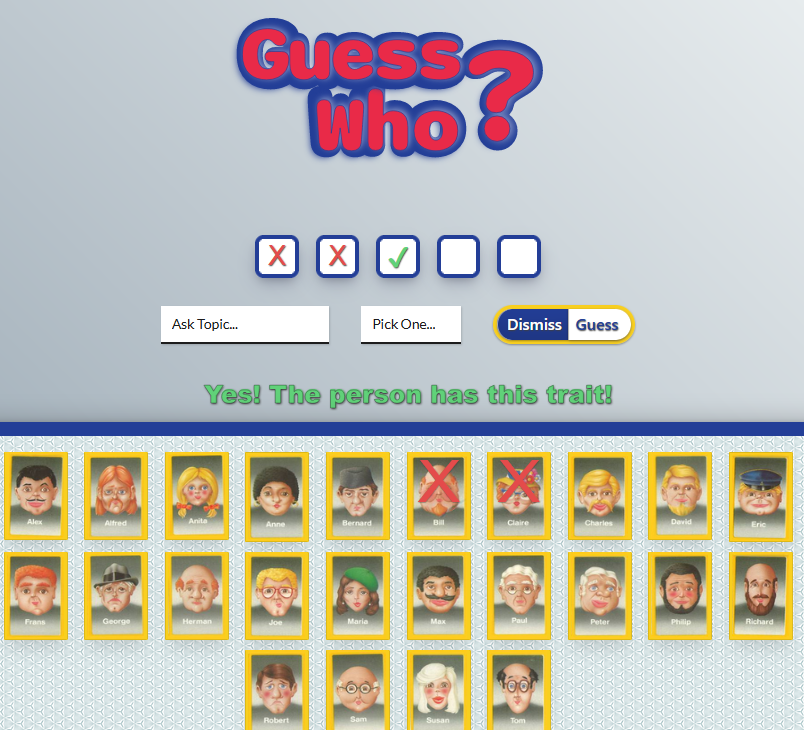 Guess
Who?
X X ✓
Ask Topic... Pick One... Dismiss Guess
Yes! The person has this trait!
Alex Alfred Anita Anne Bernard Bill Claire Charles David Eric
Frans George Herman Joe Maria Max Paul Peter Philip Richard
Robert Sam Susan Tom